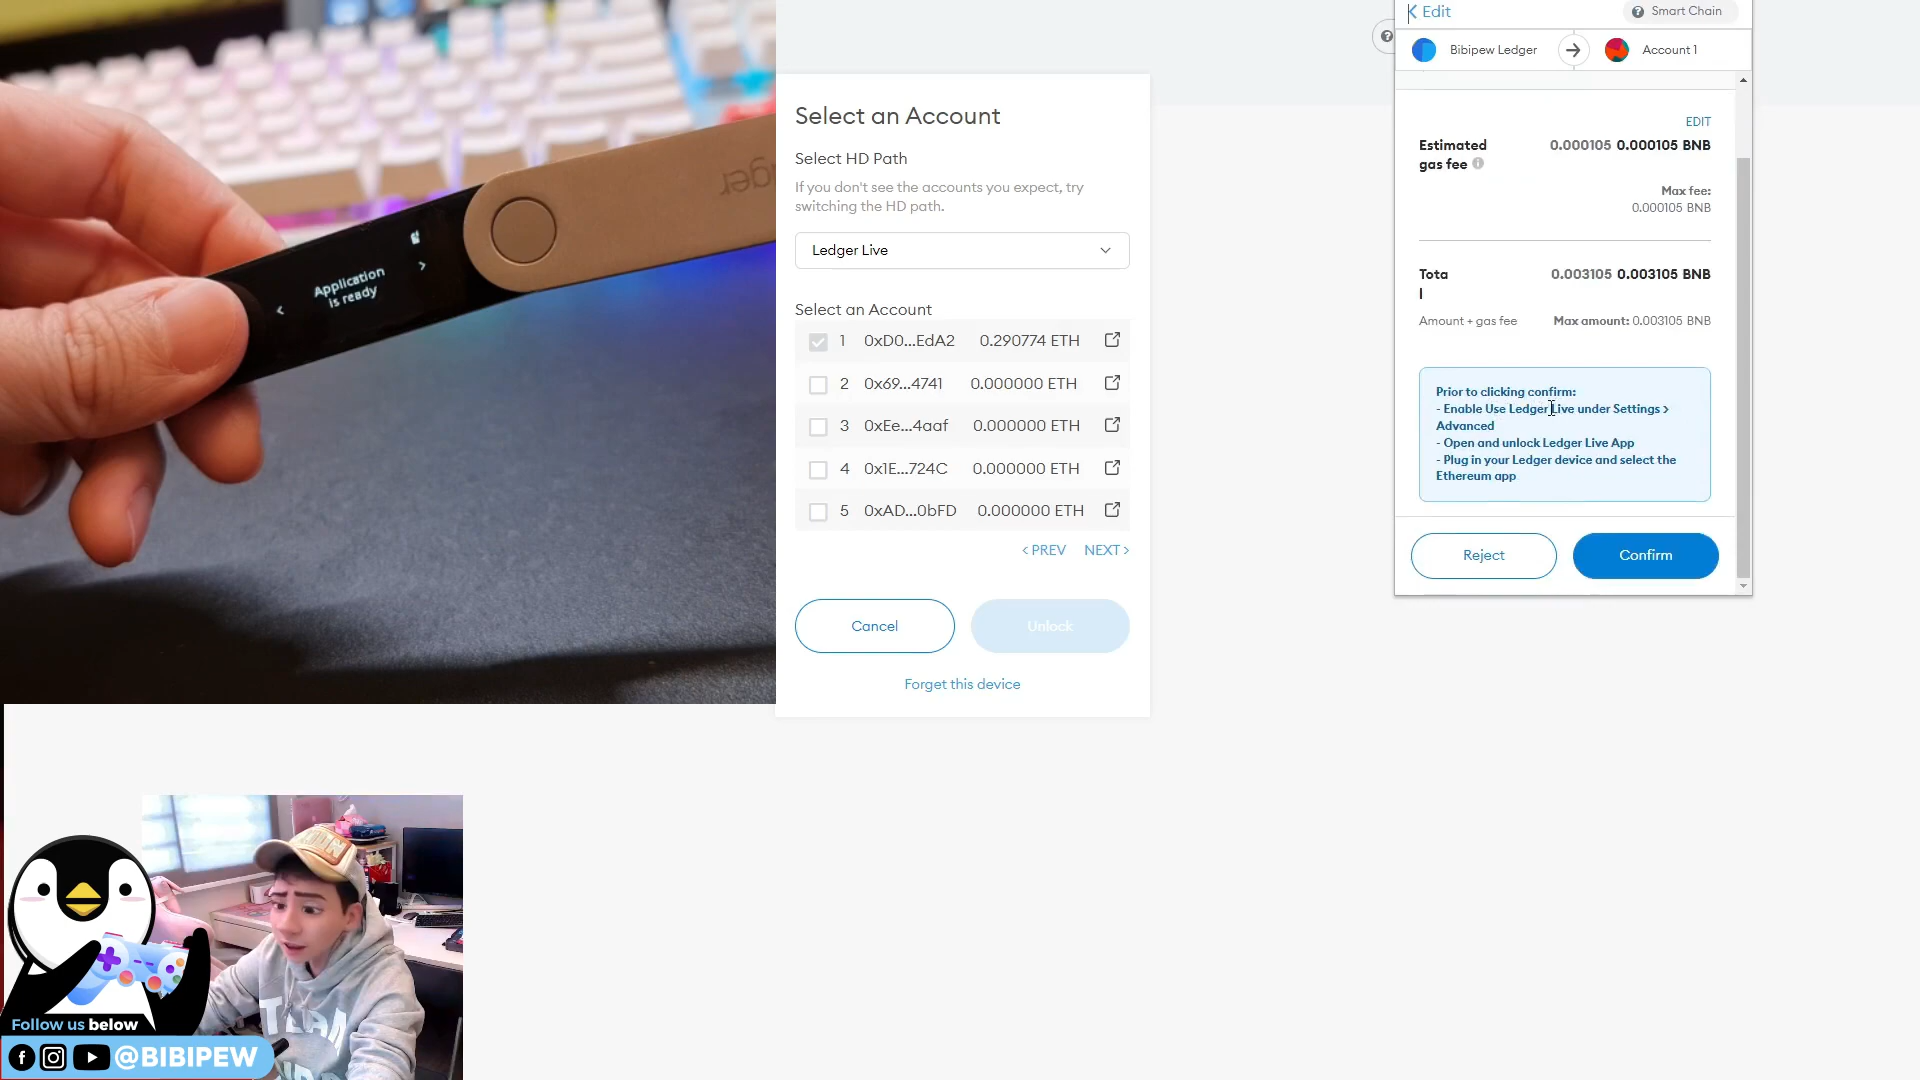 Application
is ready
Select an Account
Select HD Path
If you don't see the accounts you expect, try
switching the HD path.
Ledger Live
Select an Account
1 0xD0...EdA2 0.290774 ETH
2 0x69...4741 0.000000 ETH
3 0xEe...4aaf 0.000000 ETH
4 0x1E...724C 0.000000 ETH
5 0xAD...0bFD 0.000000 ETH
< PREV NEXT >
Cancel Unlock
Forget this device
< Edit Smart Chain
Bibipew Ledger Account 1
EDIT
Estimated 0.000105 0.000105 BNB
gas fee
Max fee:
0.000105 BNB
Tota 0.003105 0.003105 BNB
l
Amount + gas fee Max amount: 0.003105 BNB
Prior to clicking confirm:
- Enable Use Ledger Live under Settings >
Advanced
- Open and unlock Ledger Live App
- Plug in your Ledger device and select the
Ethereum app
Reject Confirm
Follow us below
@BIBIPEW